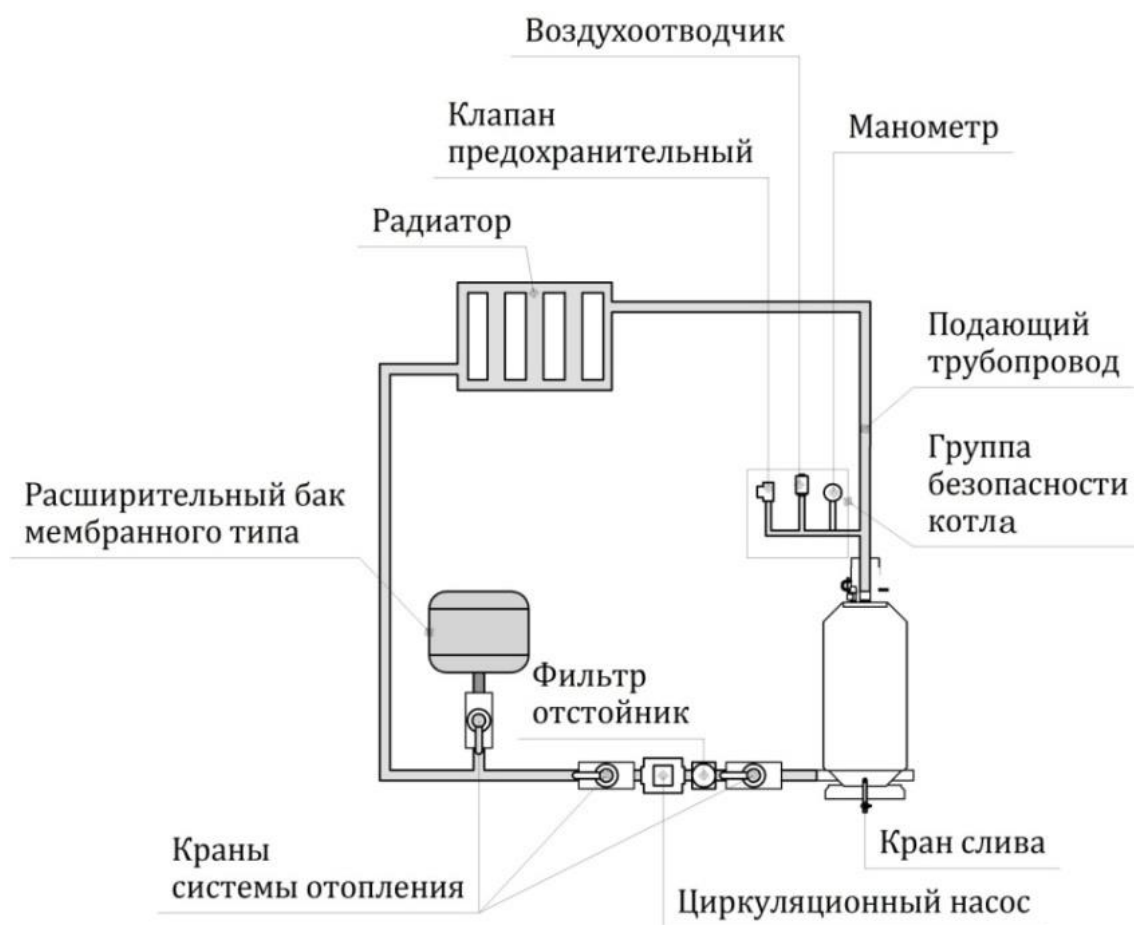 Воздухоотводчик
Клапан
предохранительный
Манометр
Радиатор
Подающий
трубопровод
Группа
безопасности
котла
Расширительный бак
мембранного типа
Фильтр
отстойник
Краны
системы отопления
Кран слива
Циркуляционный насос